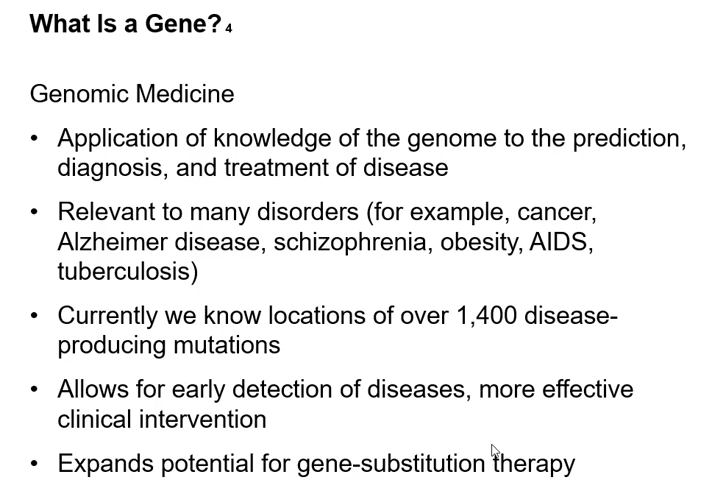 What Is a Gene? 4
Genomic Medicine
• Application of knowledge of the genome to the prediction,
diagnosis, and treatment of disease
• Relevant to many disorders (for example, cancer,
Alzheimer disease, schizophrenia, obesity, AIDS,
tuberculosis)
• Currently we know locations of over 1,400 disease-
producing mutations
• Allows for early detection of diseases, more effective
clinical intervention
• Expands potential for gene-substitution therapy